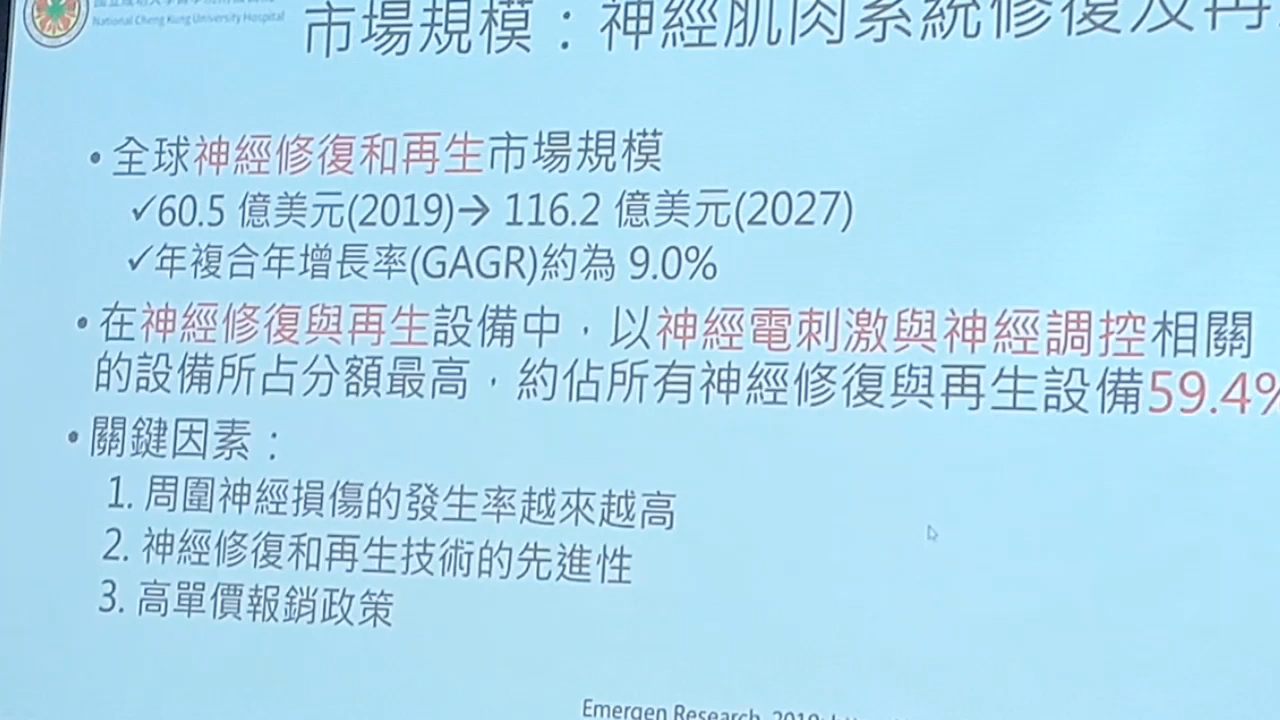 National Cheng Kung University Hospital
市場規模：神經肌肉系統修復及再
• 全球神經修復和再生市場規模
✓60.5 億美元(2019)→ 116.2 億美元(2027)
✓年複合年增長率(GAGR)約為 9.0%
• 在神經修復與再生設備中，以神經電刺激與神經調控相關
的設備所占分額最高，約佔所有神經修復與再生設備59.4%
• 關鍵因素：
1. 周圍神經損傷的發生率越來越高
2. 神經修復和再生技術的先進性
3. 高單價報銷政策
Emergen Research, 2019;